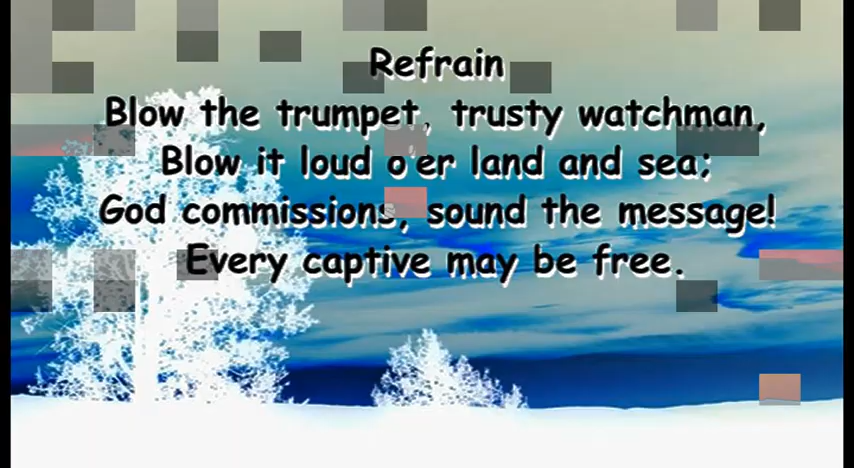 Refrain
Blow the trumpet, trusty watchman,
Blow it loud o'er land and sea;
God commissions, sound the message!
Every captive may be free.